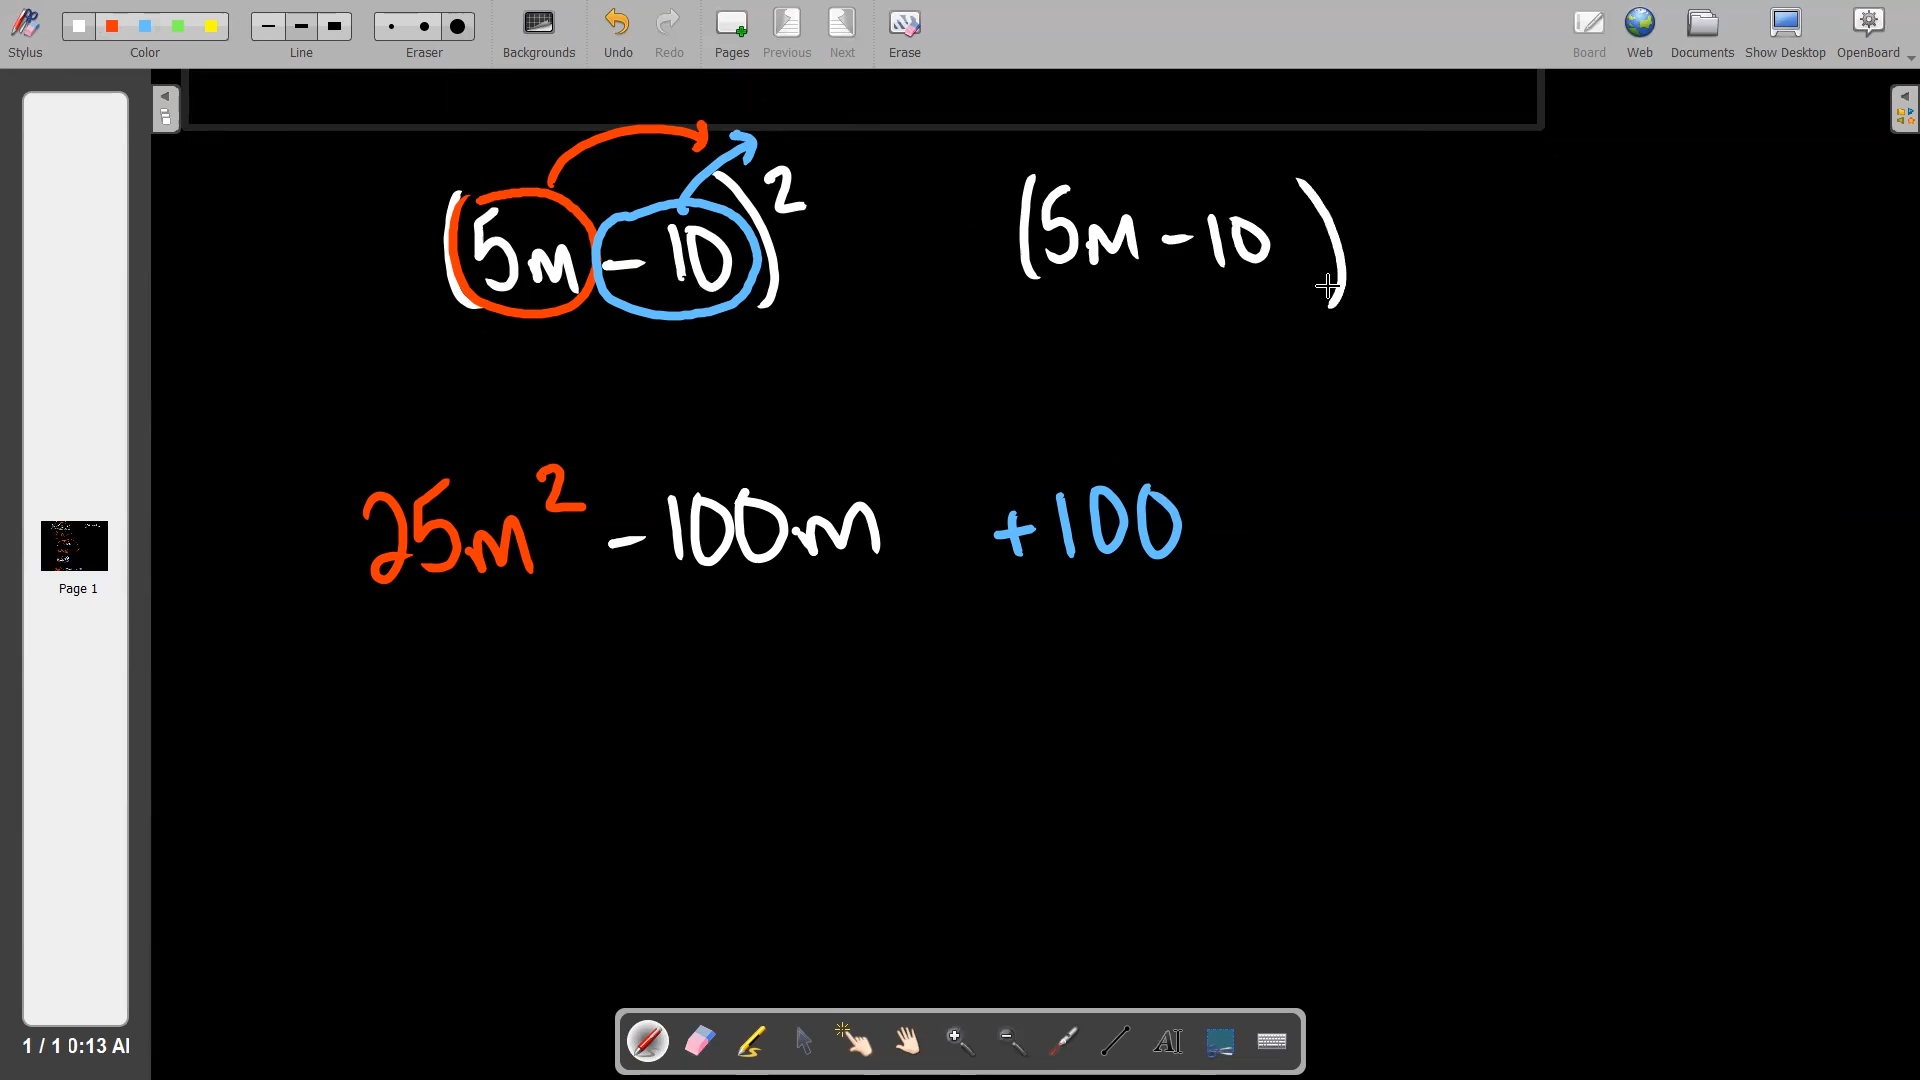 Stylus Color Line Eraser Backgrounds Undo Redo Pages Previous Next Erase Board Web Documents Show Desktop OpenBoard
(5m - 10)² (5m - 10)
25m² - 100m + 100
Page 1
1 / 1 0:13 AI